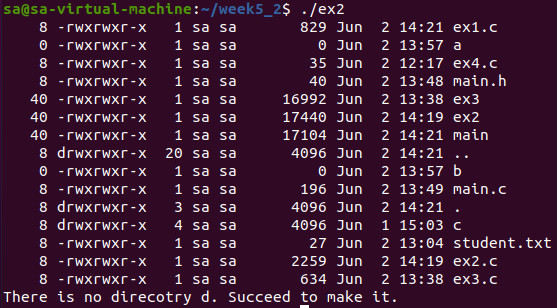 sa@sa-virtual-machine:~/week5_2$ ./ex2
8 -rwxrwxr-x 1 sa sa 829 Jun 2 14:21 ex1.c
0 -rwxrwxr-x 1 sa sa 0 Jun 2 13:57 a
8 -rwxrwxr-x 1 sa sa 35 Jun 2 12:17 ex4.c
8 -rwxrwxr-x 1 sa sa 40 Jun 2 13:48 main.h
40 -rwxrwxr-x 1 sa sa 16992 Jun 2 13:38 ex3
40 -rwxrwxr-x 1 sa sa 17440 Jun 2 14:19 ex2
40 -rwxrwxr-x 1 sa sa 17104 Jun 2 14:21 main
8 drwxrwxr-x 20 sa sa 4096 Jun 2 14:21 ..
0 -rwxrwxr-x 1 sa sa 0 Jun 2 13:57 b
8 -rwxrwxr-x 1 sa sa 196 Jun 2 13:49 main.c
8 drwxrwxr-x 3 sa sa 4096 Jun 2 14:21 .
8 drwxrwxr-x 4 sa sa 4096 Jun 1 15:03 c
8 -rwxrwxr-x 1 sa sa 27 Jun 2 13:04 student.txt
8 -rwxrwxr-x 1 sa sa 2259 Jun 2 14:19 ex2.c
8 -rwxrwxr-x 1 sa sa 634 Jun 2 13:38 ex3.c
There is no direcotry d. Succeed to make it.